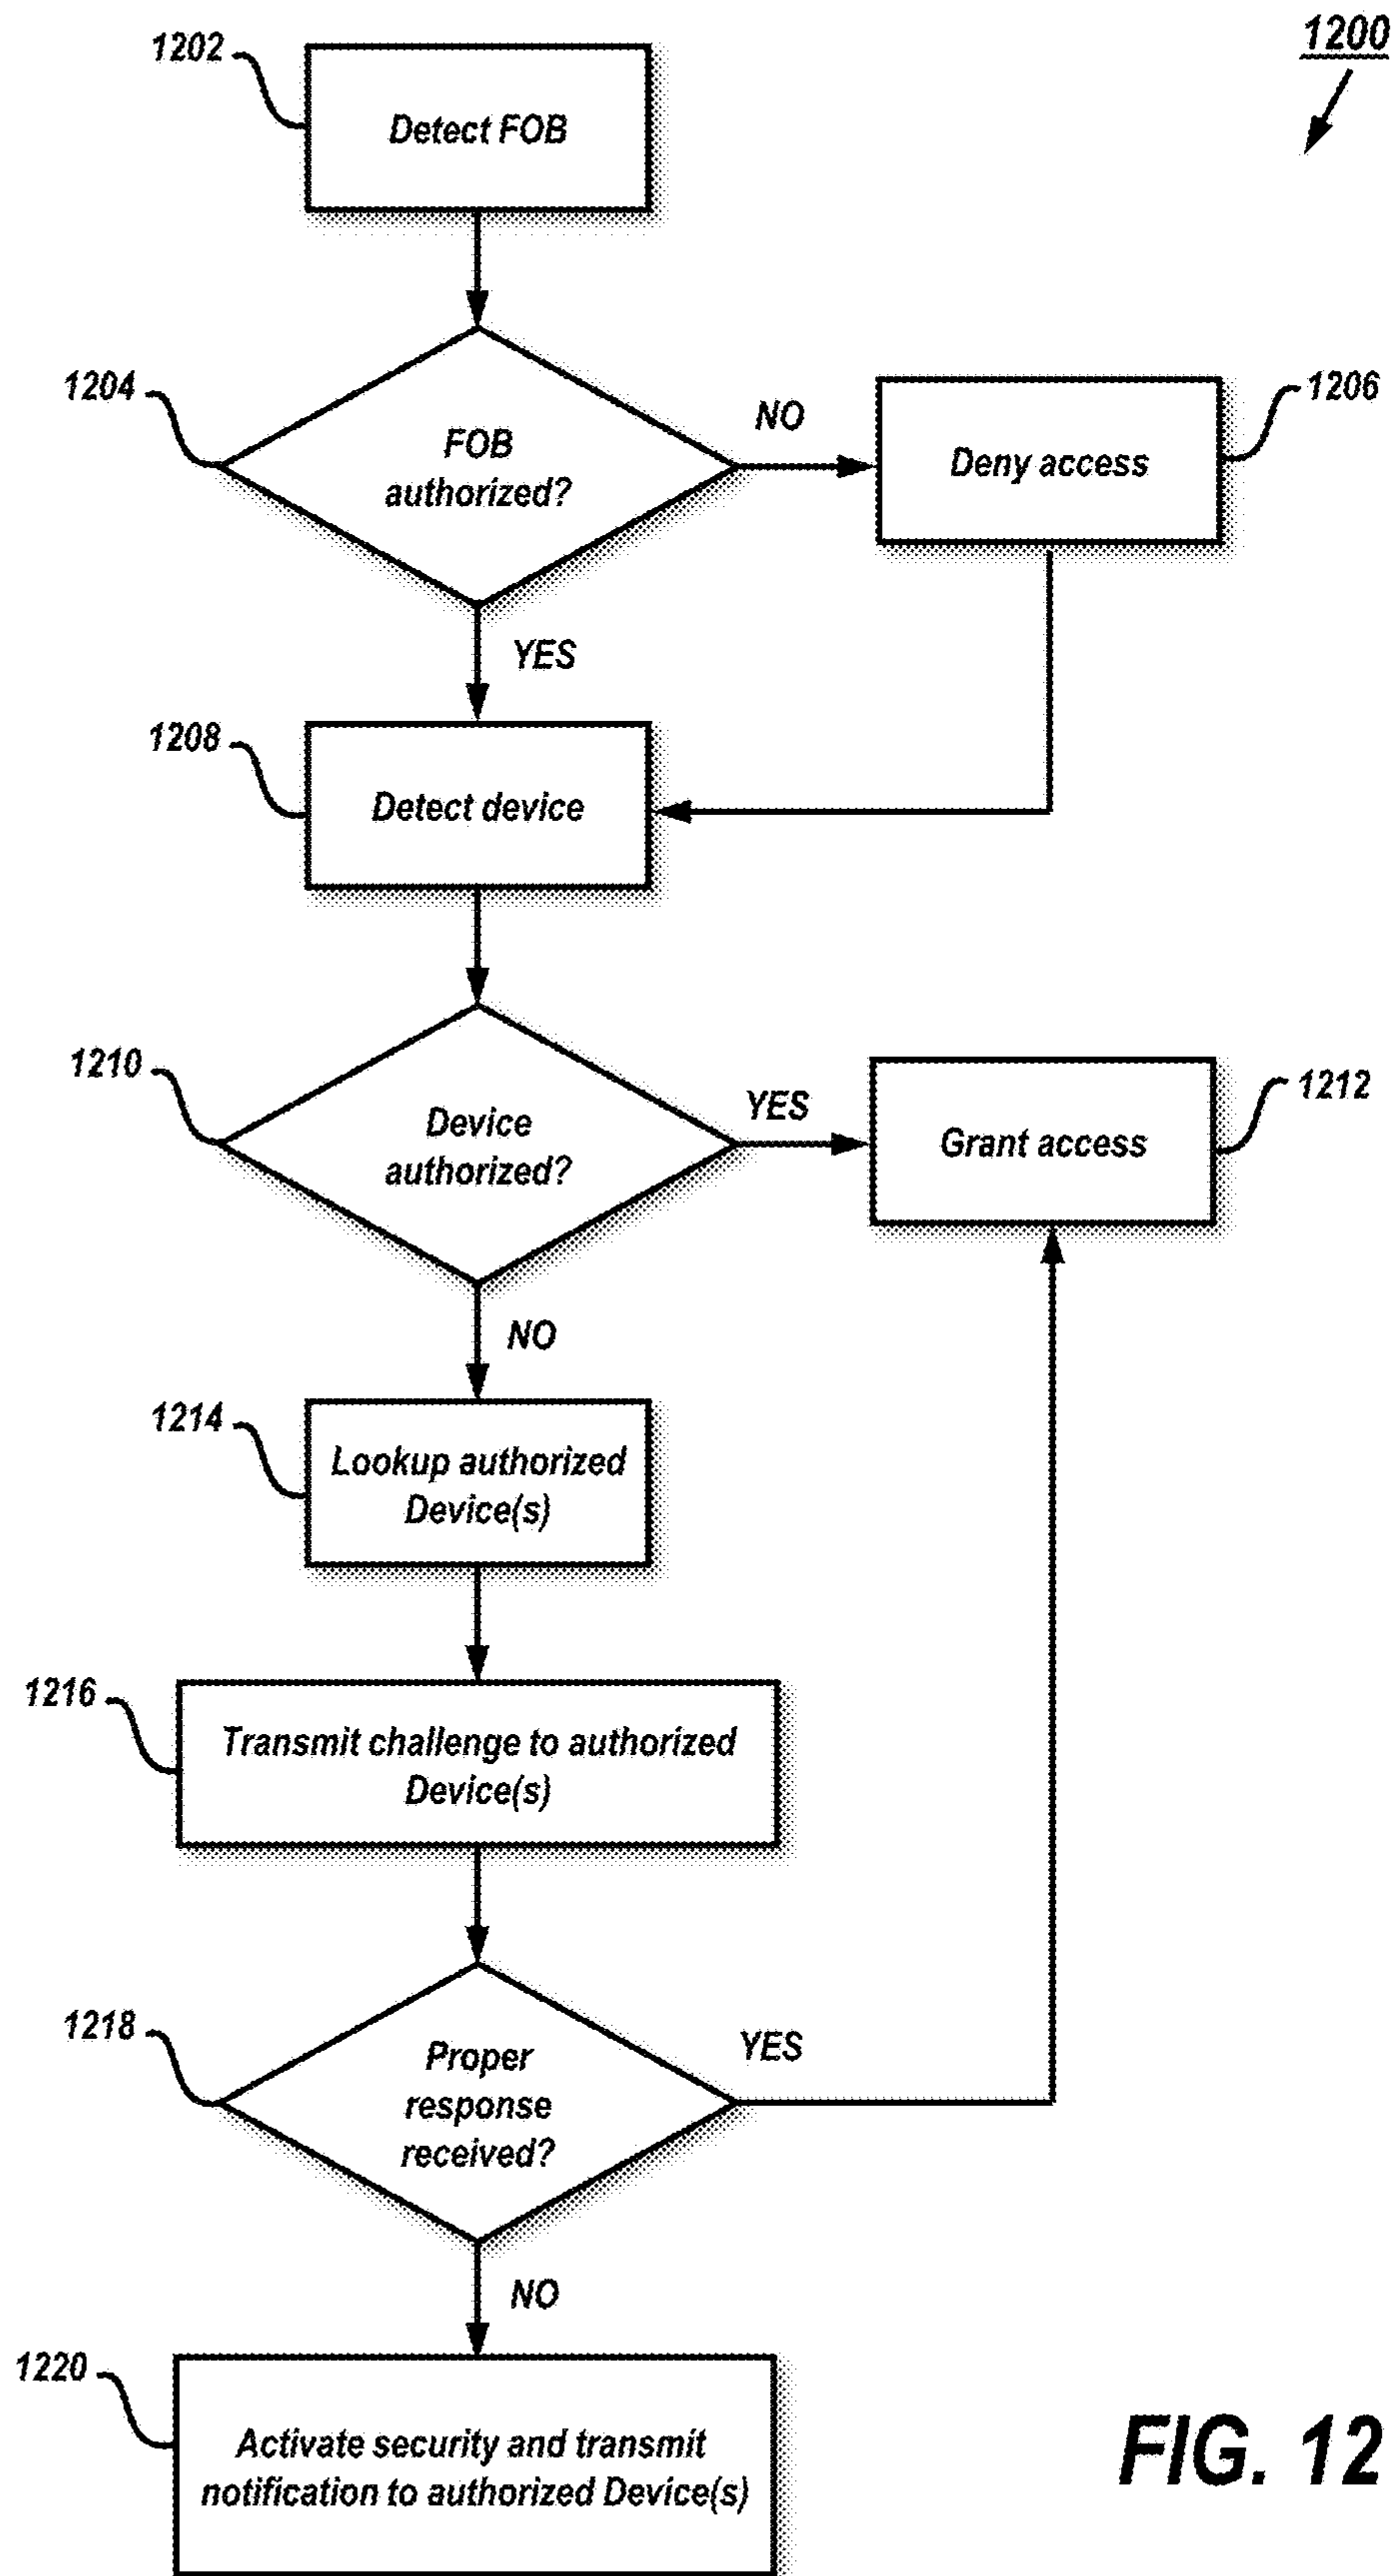 1200
1202
Detect FOB
1204
FOB
authorized?
NO
Deny access
1206
YES
1208
Detect device
1210
Device
authorized?
YES
Grant access
1212
NO
1214
Lookup authorized
Device(s)
1216
Transmit challenge to authorized
Device(s)
1218
Proper
response
received?
YES
NO
1220
Activate security and transmit
notification to authorized Device(s)
FIG. 12